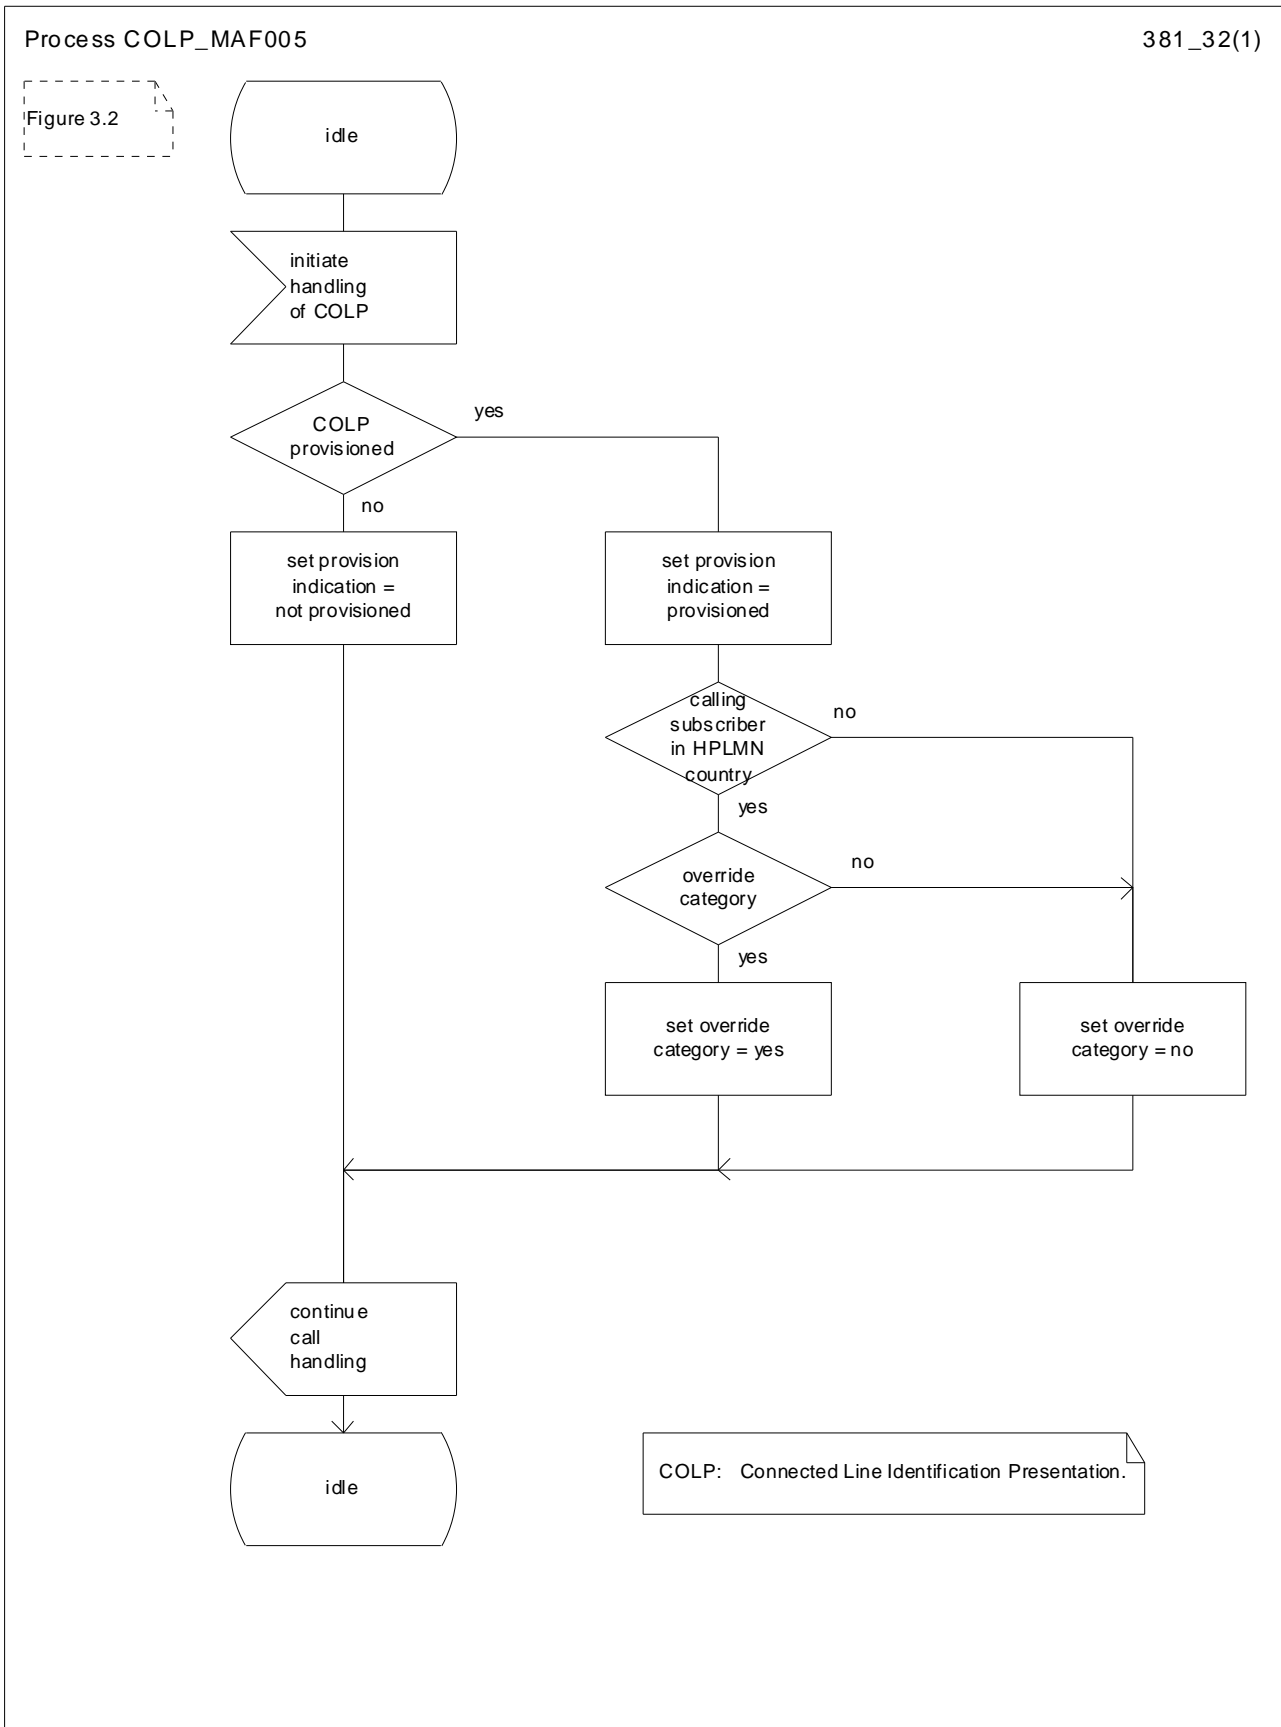 Process COLP_MAF005
381_32(1)
Figure 3.2
idle
initiate
handling
of COLP
COLP
provisioned
yes
no
set provision
indication =
not provisioned
set provision
indication =
provisioned
calling
subscriber
in HPLMN
country
no
yes
override
category
no
yes
set override
category = yes
set override
category = no
continue
call
handling
idle
COLP: Connected Line Identification Presentation.